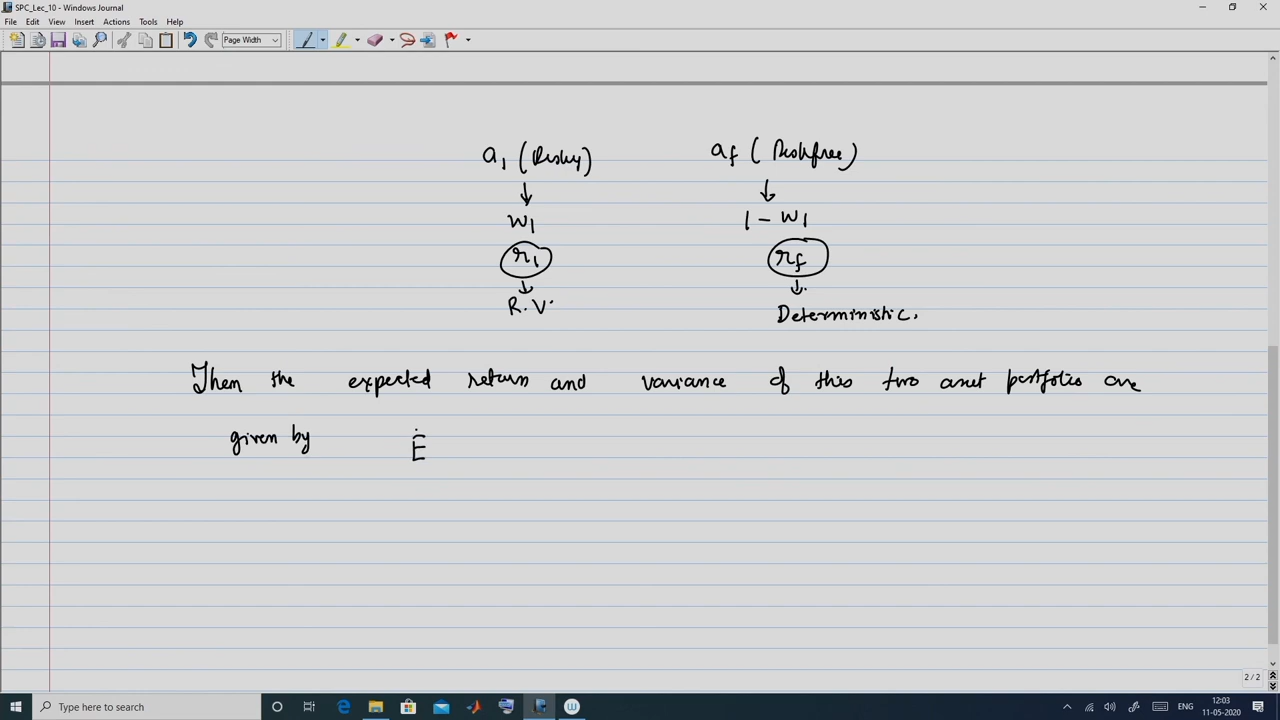 SPC_Lec_10 - Windows Journal
File Edit View Insert Actions Tools Help
Page Width
a1 (Risky) af (Riskfree)
↓ ↓
w1 1 - w1
r1 rf
↓ ↓
R.V. Deterministic.
Then the expected return and variance of this two asset portfolio are
given by E
2/2
Type here to search
ENG
12:03
11-05-2020